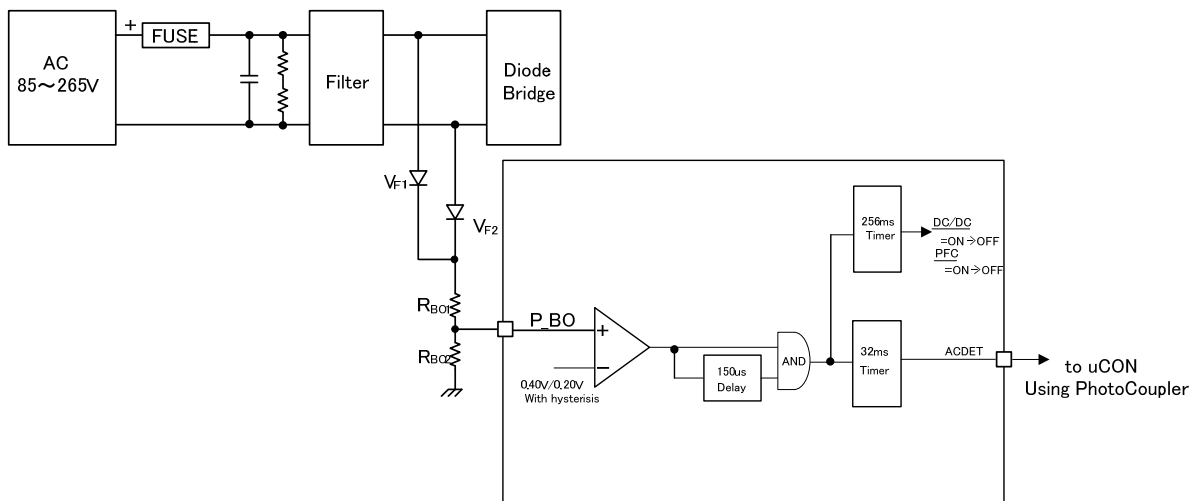 +
FUSE
AC
85～265V
Filter
Diode
Bridge
VF1
VF2
RBO1
RBO2
P_BO
+
−
0.40V/0.20V
With hysterisis
150us
Delay
AND
256ms
Timer
DC/DC
=ON→OFF
PFC
=ON→OFF
32ms
Timer
ACDET
to uCON
Using PhotoCoupler